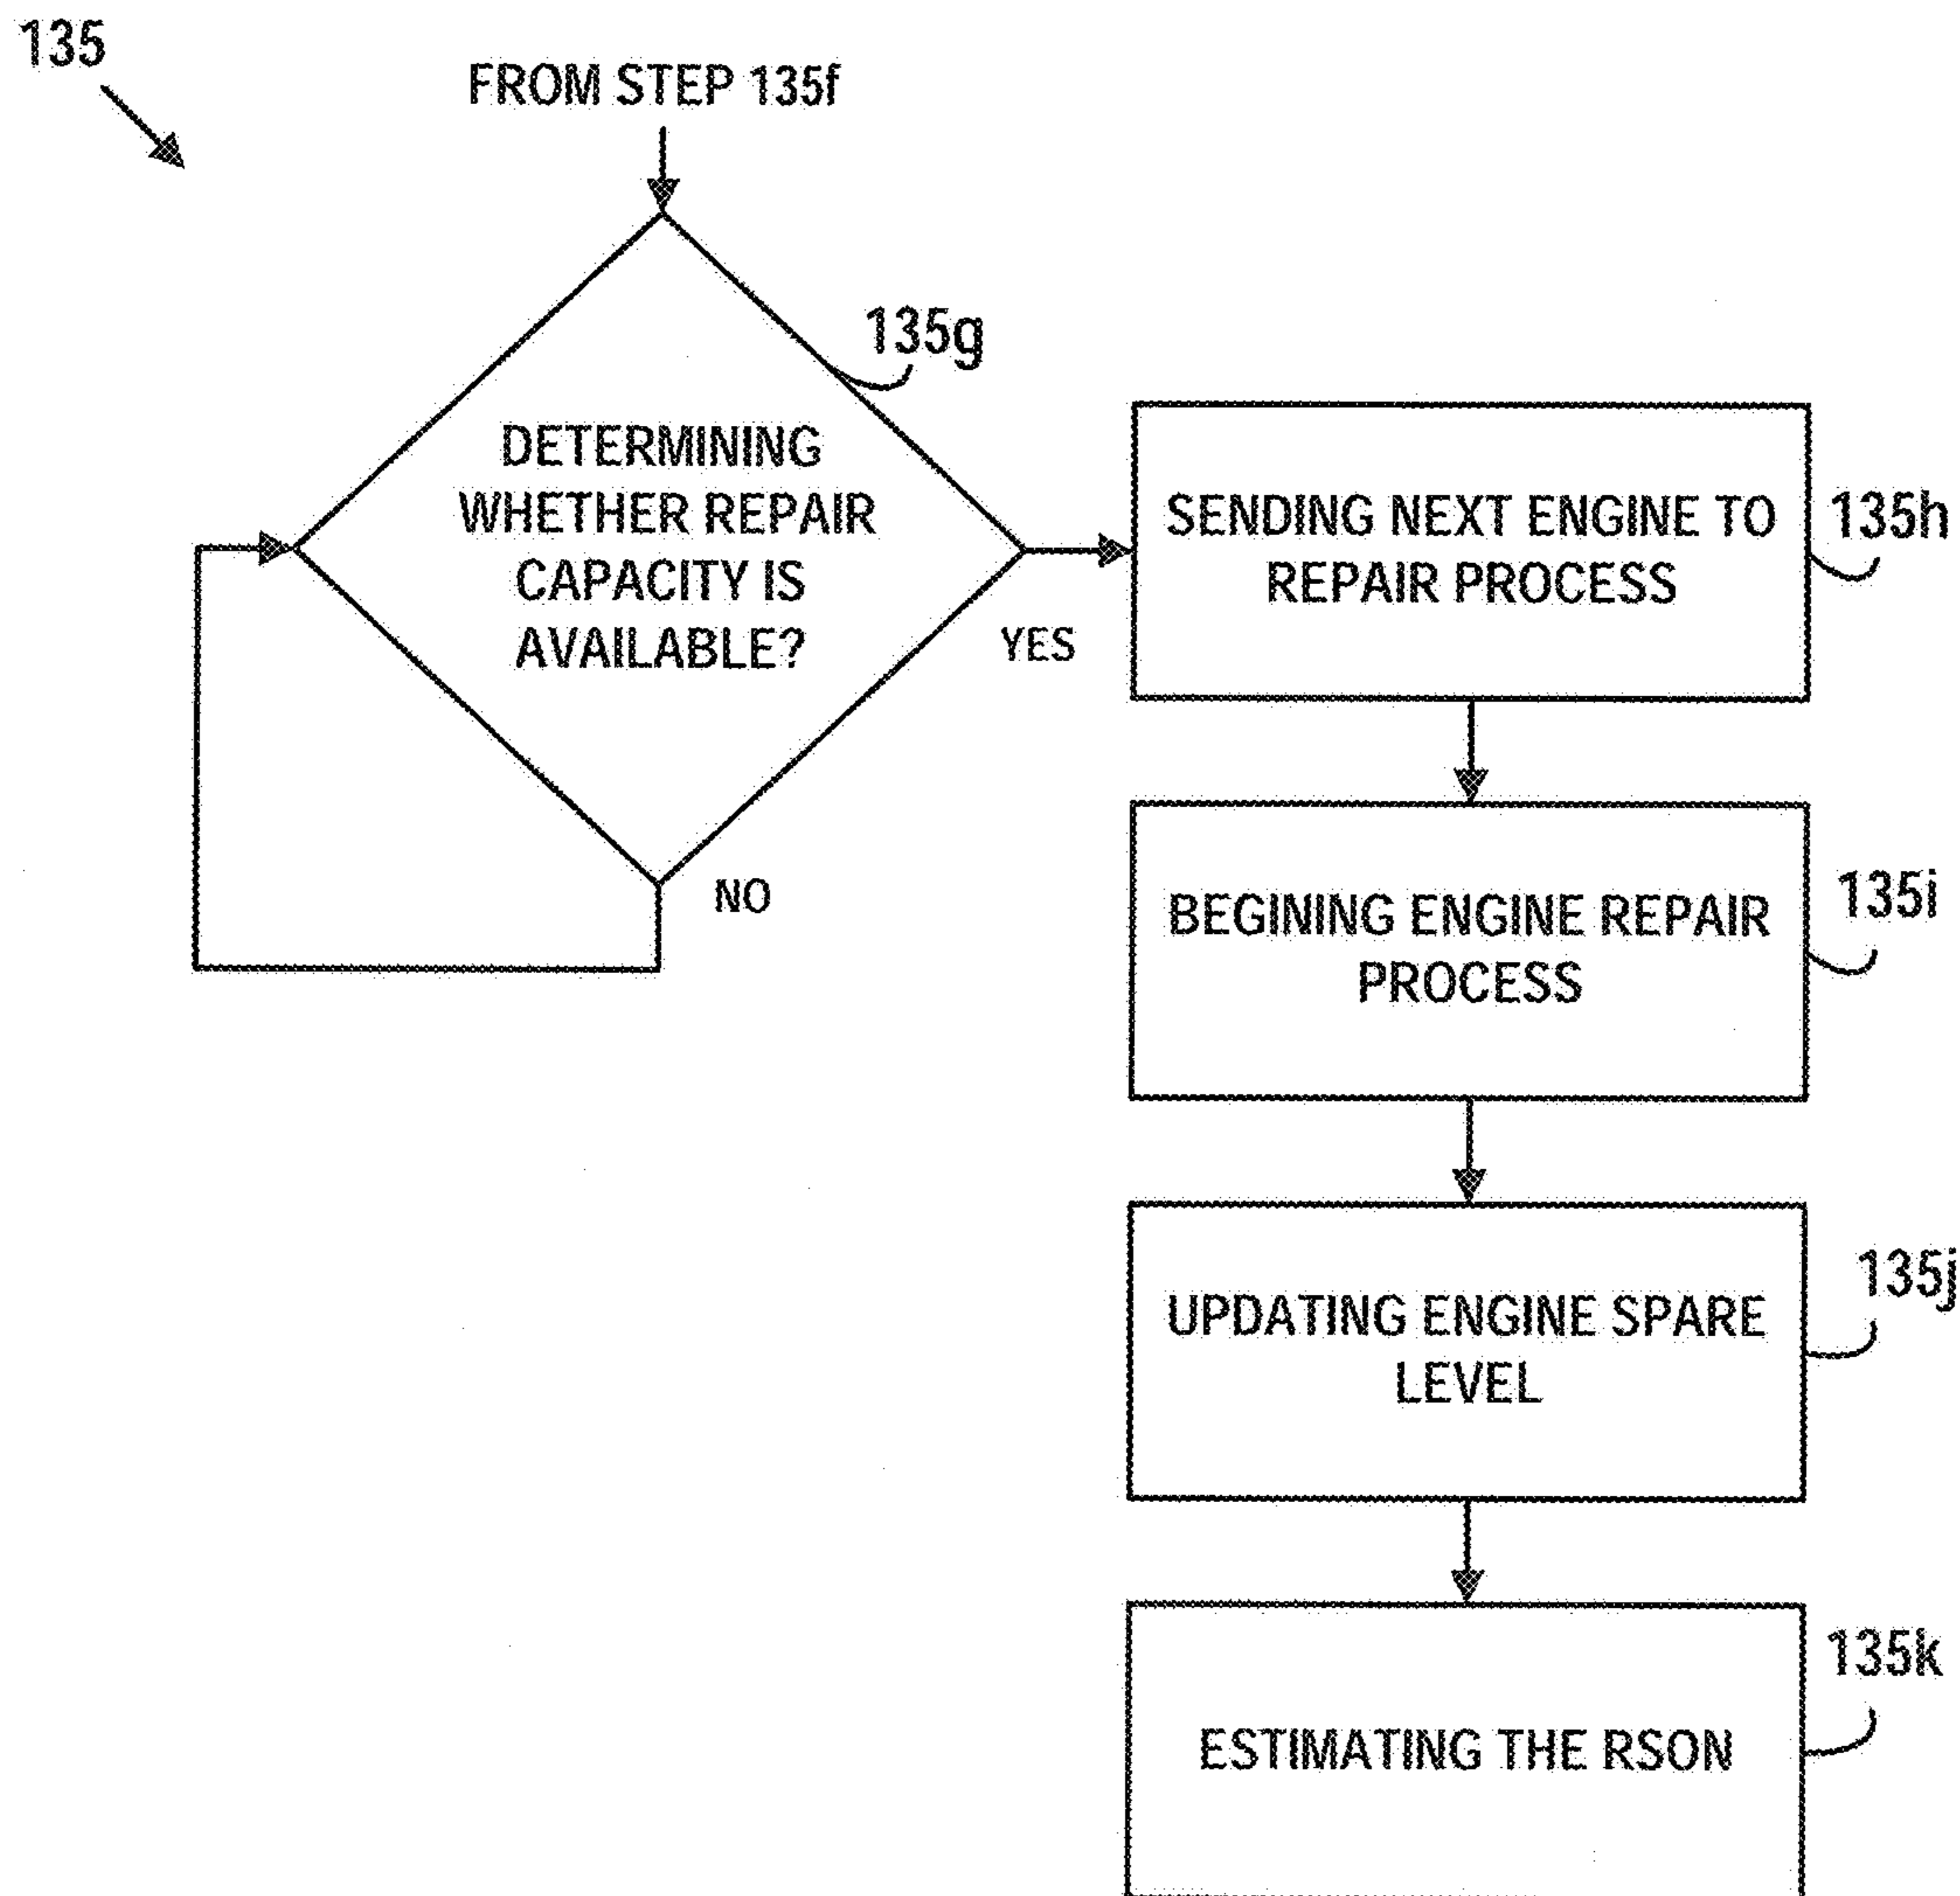 135
FROM STEP 135f
135g
DETERMINING
WHETHER REPAIR
CAPACITY IS
AVAILABLE?
YES
NO
SENDING NEXT ENGINE TO
REPAIR PROCESS
135h
BEGINING ENGINE REPAIR
PROCESS
135i
UPDATING ENGINE SPARE
LEVEL
135j
ESTIMATING THE RSON
135k